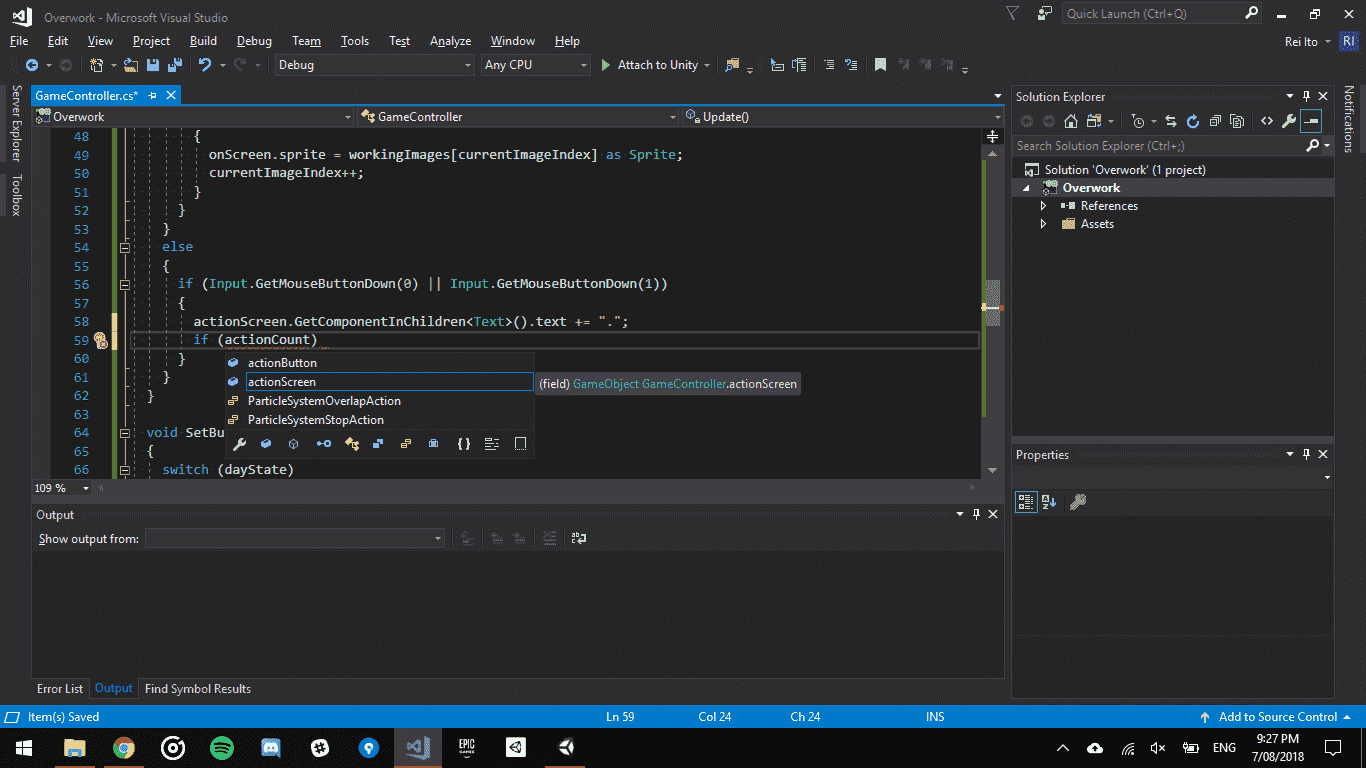 Overwork - Microsoft Visual Studio
Quick Launch (Ctrl+Q)
File Edit View Project Build Debug Team Tools Test Analyze Window Help
Rei Ito RI
Debug Any CPU Attach to Unity
Server Explorer
Toolbox
GameController.cs*
Overwork GameController Update()
48 {
49 onScreen.sprite = workingImages[currentImageIndex] as Sprite;
50 currentImageIndex++;
51 }
52 }
53 }
54 else
55 {
56 if (Input.GetMouseButtonDown(0) || Input.GetMouseButtonDown(1))
57 {
58 actionScreen.GetComponentInChildren<Text>().text += ".";
59 if (actionCount)
60 }
61 }
62 }
63
64 void SetBu
65 {
66 switch (dayState)
actionButton
actionScreen
(field) GameObject GameController.actionScreen
ParticleSystemOverlapAction
ParticleSystemStopAction
109 %
Output
Show output from:
Error List Output Find Symbol Results
Solution Explorer
Search Solution Explorer (Ctrl+;)
Solution 'Overwork' (1 project)
Overwork
References
Assets
Properties
Notifications
Item(s) Saved Ln 59 Col 24 Ch 24 INS Add to Source Control
EPIC
GAMES
ENG
9:27 PM
7/08/2018